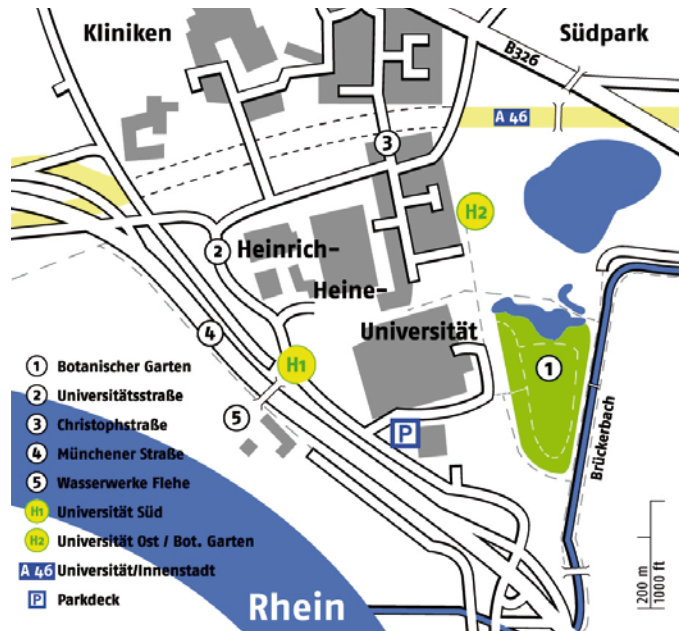 Kliniken
Südpark
B326
A 46
3
H2
2
Heinrich-
Heine-
Universität
4
H1
1
5
P
Brückerbach
1 Botanischer Garten
2 Universitätsstraße
3 Christophstraße
4 Münchener Straße
5 Wasserwerke Flehe
H1 Universität Süd
H2 Universität Ost / Bot. Garten
A 46 Universität/Innenstadt
P Parkdeck
Rhein
200 m
1000 ft